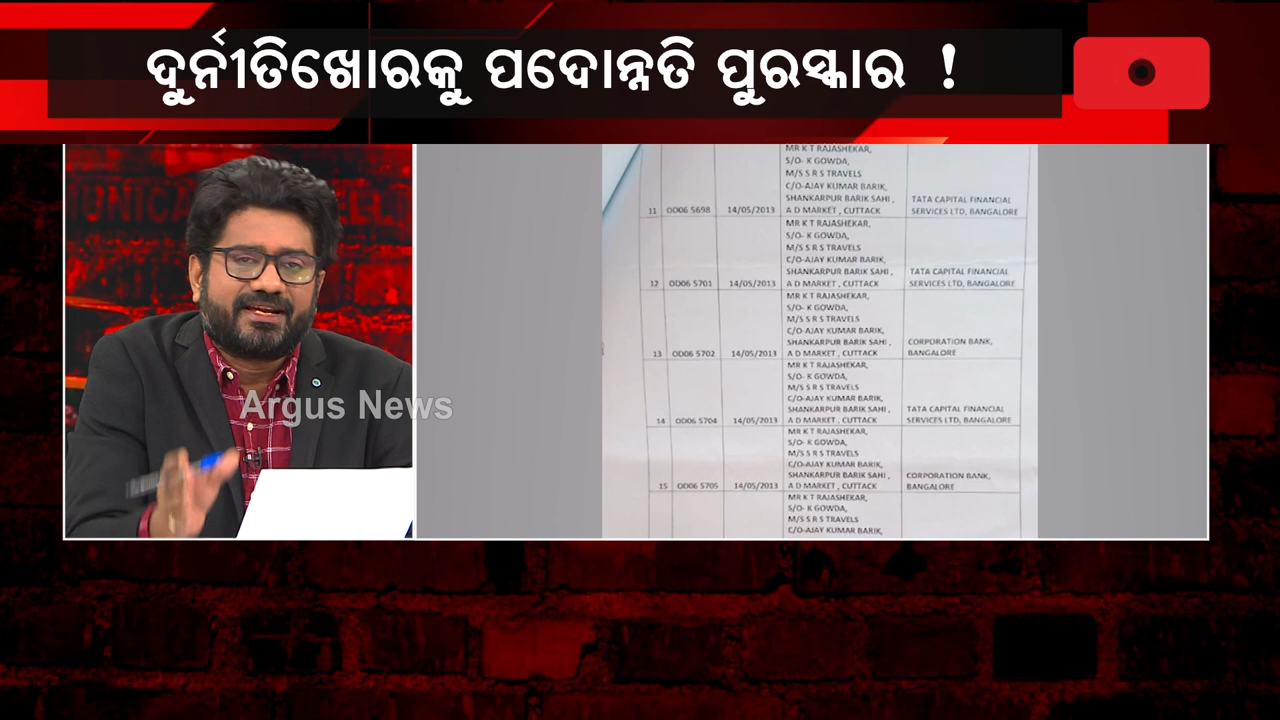 ଦୁର୍ନୀତିଖୋରକୁ ପଦୋନ୍ନତି ପୁରସ୍କାର !
MR K T RAJASHEKAR,
S/O- K GOWDA,
M/S S R S TRAVELS
C/O-AJAY KUMAR BARIK,
SHANKARPUR BARIK SAHI , TATA CAPITAL FINANCIAL
11 OD06 5698 14/05/2013 A D MARKET , CUTTACK SERVICES LTD, BANGALORE
MR K T RAJASHEKAR,
S/O- K GOWDA,
M/S S R S TRAVELS
C/O-AJAY KUMAR BARIK,
SHANKARPUR BARIK SAHI , TATA CAPITAL FINANCIAL
12 OD06 5701 14/05/2013 A D MARKET , CUTTACK SERVICES LTD, BANGALORE
MR K T RAJASHEKAR,
S/O- K GOWDA,
M/S S R S TRAVELS
C/O-AJAY KUMAR BARIK,
SHANKARPUR BARIK SAHI , CORPORATION BANK,
13 OD06 5702 14/05/2013 A D MARKET , CUTTACK BANGALORE
MR K T RAJASHEKAR,
S/O- K GOWDA,
M/S S R S TRAVELS
C/O-AJAY KUMAR BARIK,
SHANKARPUR BARIK SAHI , TATA CAPITAL FINANCIAL
14 OD06 5704 14/05/2013 A D MARKET , CUTTACK SERVICES LTD, BANGALORE
MR K T RAJASHEKAR,
S/O- K GOWDA,
M/S S R S TRAVELS
C/O-AJAY KUMAR BARIK,
SHANKARPUR BARIK SAHI , CORPORATION BANK,
15 OD06 5705 14/05/2013 A D MARKET , CUTTACK BANGALORE
MR K T RAJASHEKAR,
S/O- K GOWDA,
M/S S R S TRAVELS
C/O-AJAY KUMAR BARIK,
Argus News